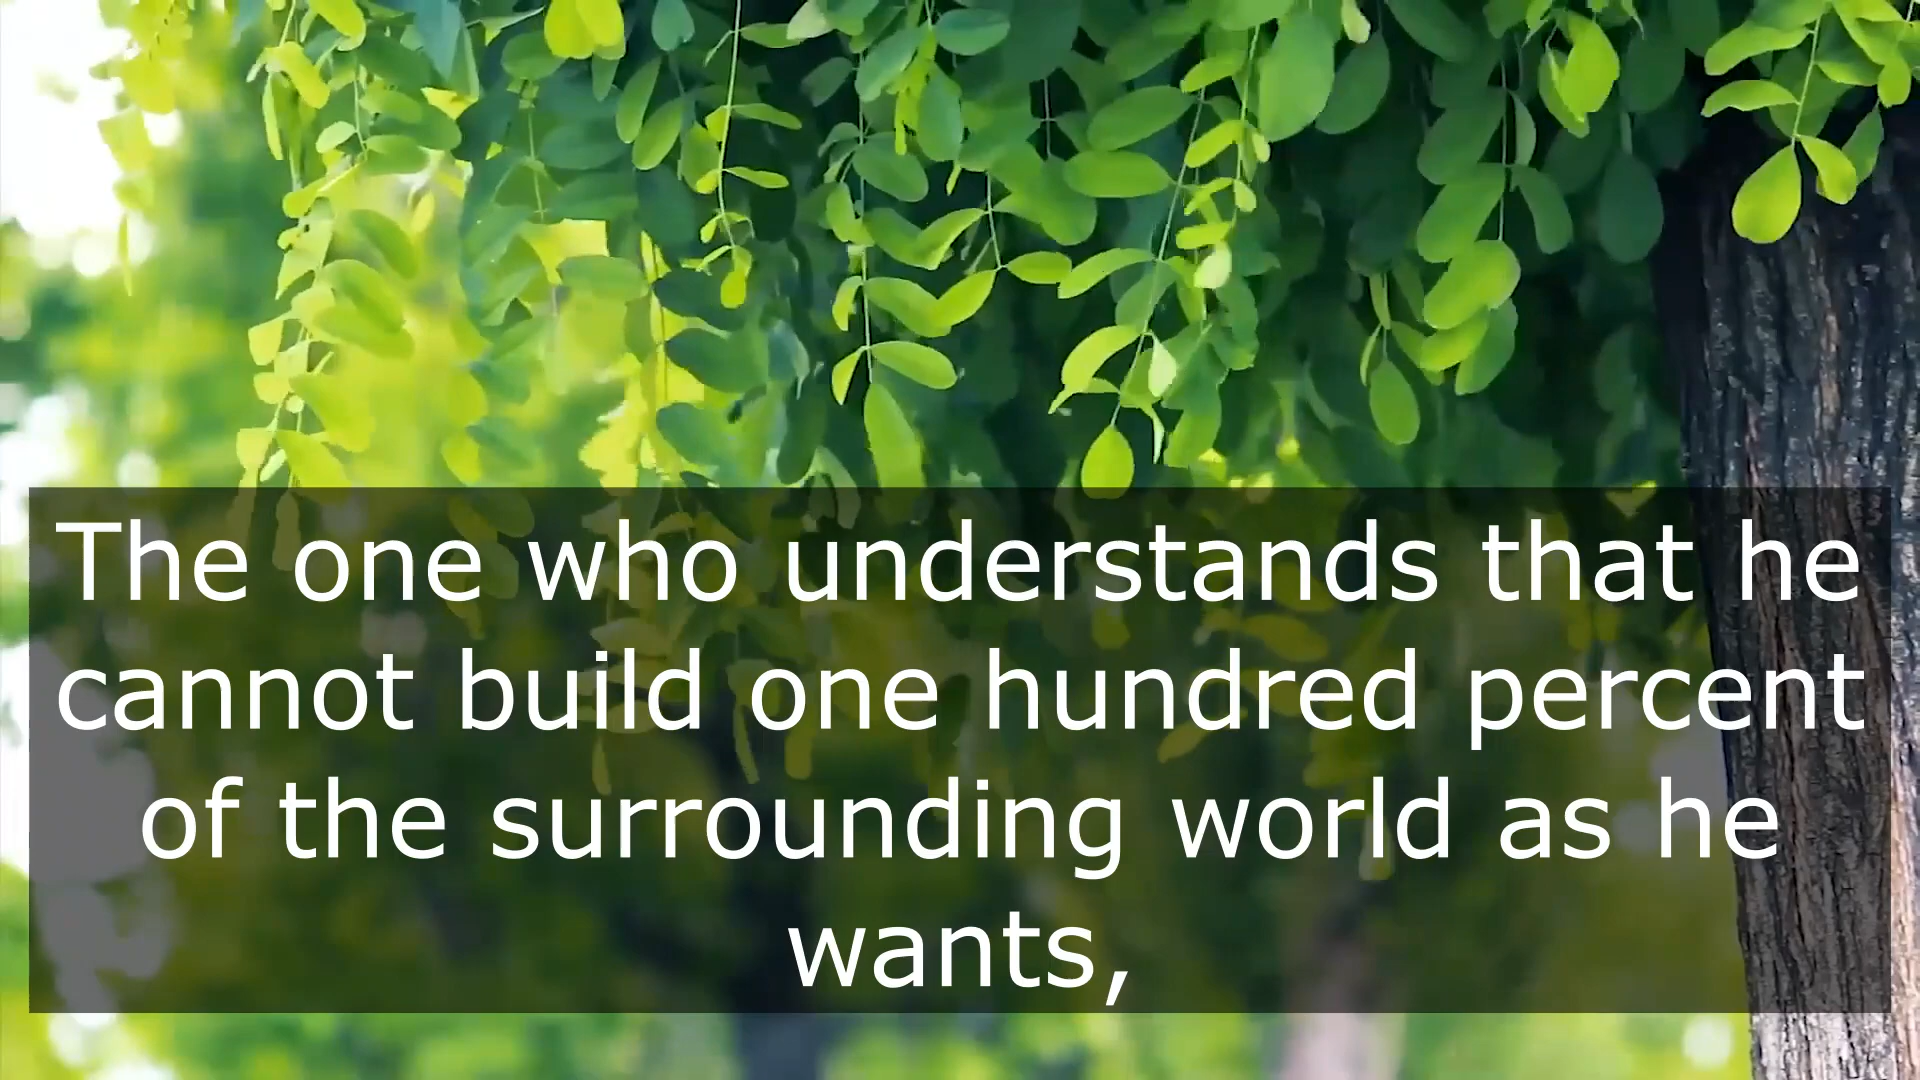 The one who understands that he
cannot build one hundred percent
of the surrounding world as he
wants,